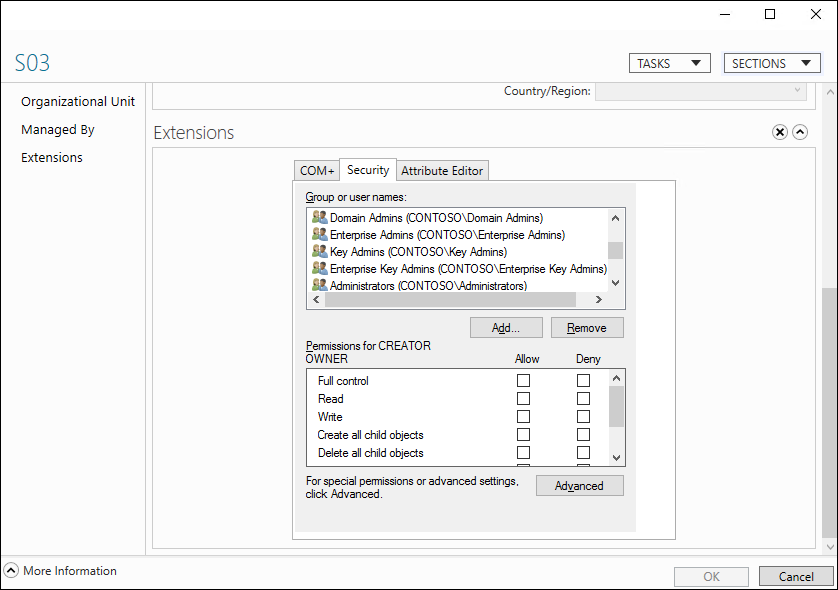 S03
TASKS
SECTIONS
Organizational Unit
Managed By
Extensions
Country/Region:
Extensions
COM+
Security
Attribute Editor
Group or user names:
Domain Admins (CONTOSO\Domain Admins)
Enterprise Admins (CONTOSO\Enterprise Admins)
Key Admins (CONTOSO\Key Admins)
Enterprise Key Admins (CONTOSO\Enterprise Key Admins)
Administrators (CONTOSO\Administrators)
Add...
Remove
Permissions for CREATOR
OWNER
Allow
Deny
Full control
Read
Write
Create all child objects
Delete all child objects
For special permissions or advanced settings,
click Advanced.
Advanced
More Information
OK
Cancel